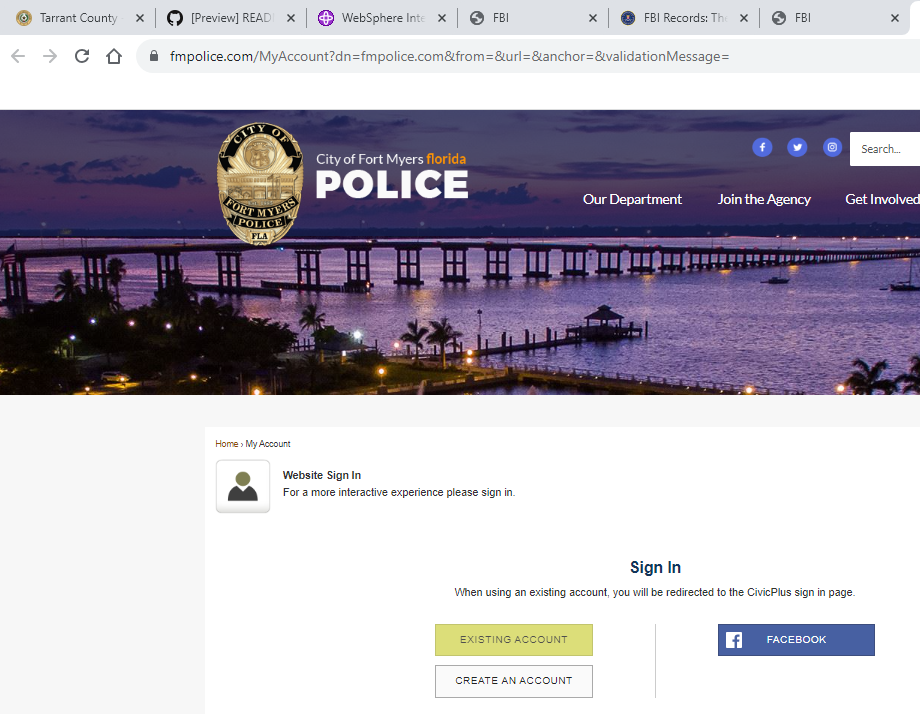 Tarrant County
[Preview] READ
WebSphere Inte
FBI
FBI Records: The
FBI
fmpolice.com/MyAccount?dn=fmpolice.com&from=&url=&anchor=&validationMessage=
CITY OF
FORT MYERS
POLICE
FLA
City of Fort Myers florida
POLICE
Search...
Our Department
Join the Agency
Get Involved
Home › My Account
Website Sign In
For a more interactive experience please sign in.
Sign In
When using an existing account, you will be redirected to the CivicPlus sign in page.
EXISTING ACCOUNT
FACEBOOK
CREATE AN ACCOUNT